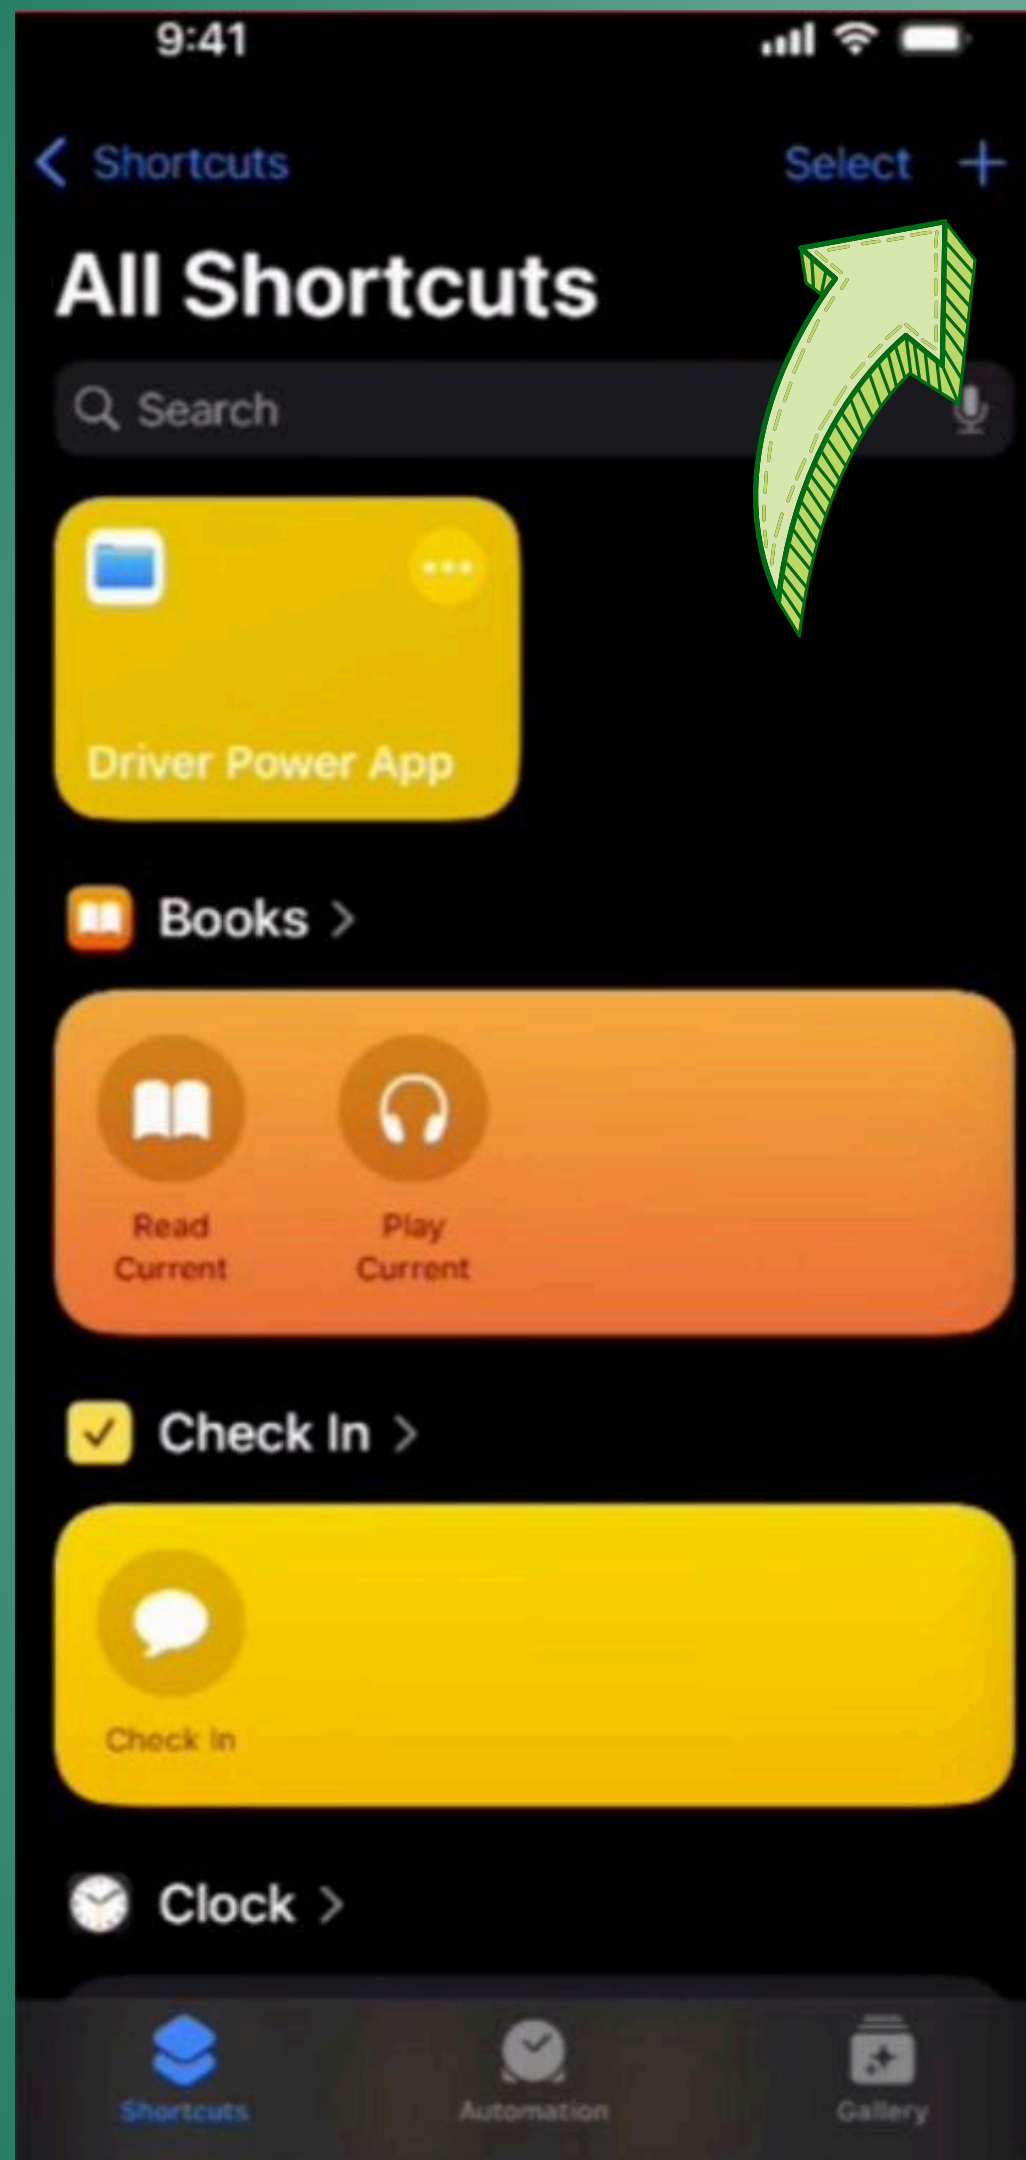 9:41
Shortcuts
Select
All Shortcuts
Search
Driver Power App
Books
Read
Current
Play
Current
Check In
Check In
Clock
Shortcuts
Automation
Gallery